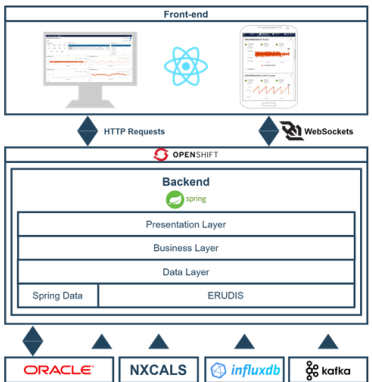 Front-end
HTTP Requests
WebSockets
OPENSHIFT
Backend
spring
Presentation Layer
Business Layer
Data Layer
Spring Data
ERUDIS
ORACLE
NXCALS
influxdb
kafka